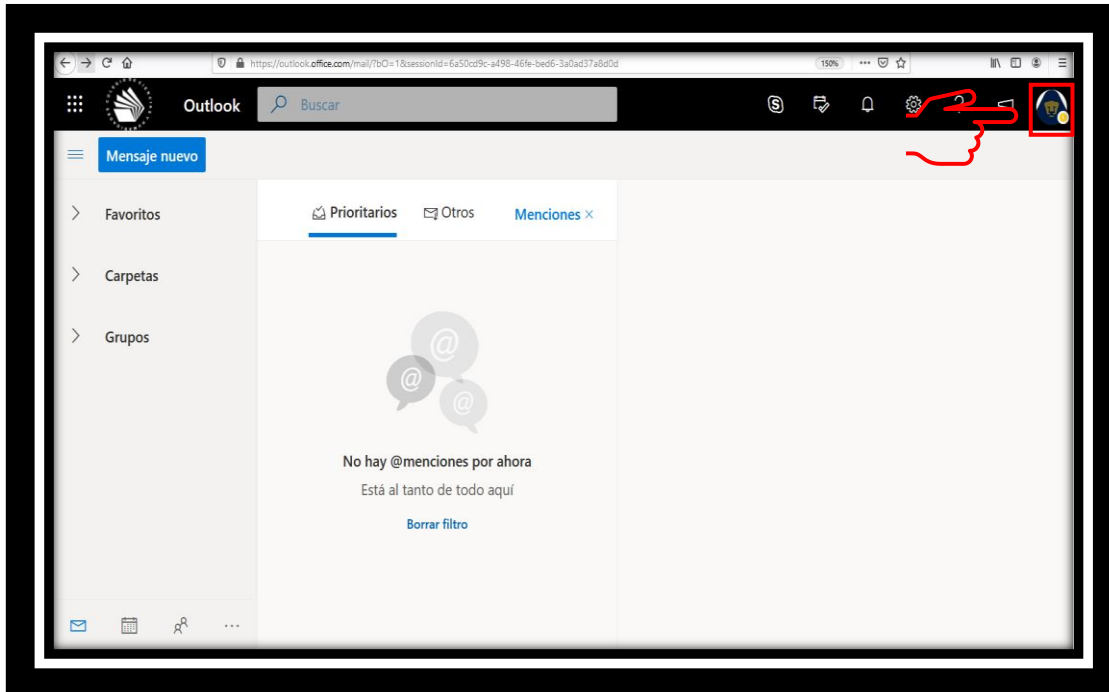 https://outlook.office.com/mail/?bO=1&sessionId=6a50cd9c-a498-46fe-bed6-3a0ad37a8d0d
150%
Outlook
Buscar
Mensaje nuevo
Favoritos
Prioritarios
Otros
Menciones
Carpetas
Grupos
No hay @menciones por ahora
Está al tanto de todo aquí
Borrar filtro